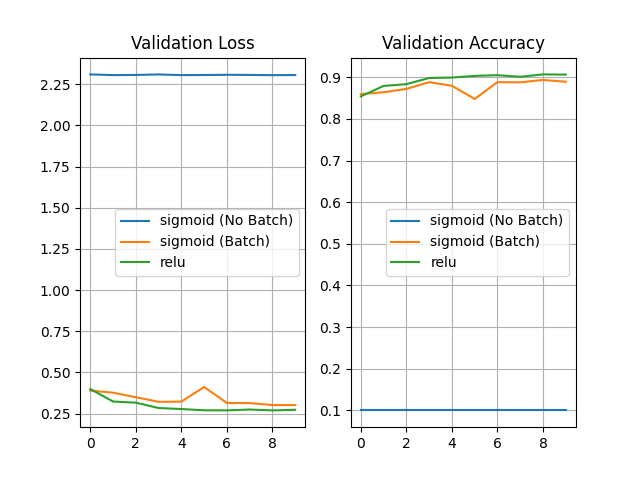 Validation Loss
2.25
2.00
1.75
1.50
1.25
1.00
0.75
0.50
0.25
0 2 4 6 8
sigmoid (No Batch)
sigmoid (Batch)
relu
Validation Accuracy
0.9
0.8
0.7
0.6
0.5
0.4
0.3
0.2
0.1
0 2 4 6 8
sigmoid (No Batch)
sigmoid (Batch)
relu